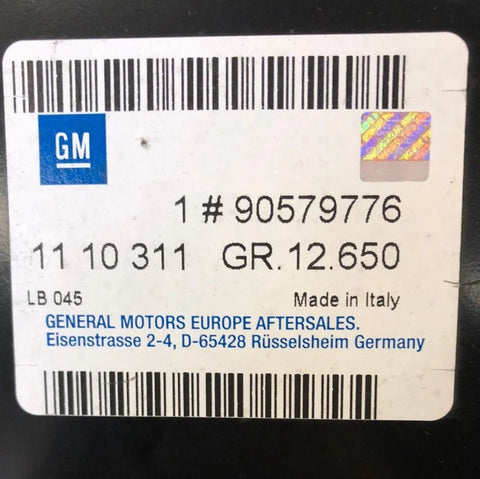 GM
1 # 90579776
11 10 311 GR.12.650
LB 045 Made in Italy
GENERAL MOTORS EUROPE AFTERSALES.
Eisenstrasse 2-4, D-65428 Rüsselsheim Germany